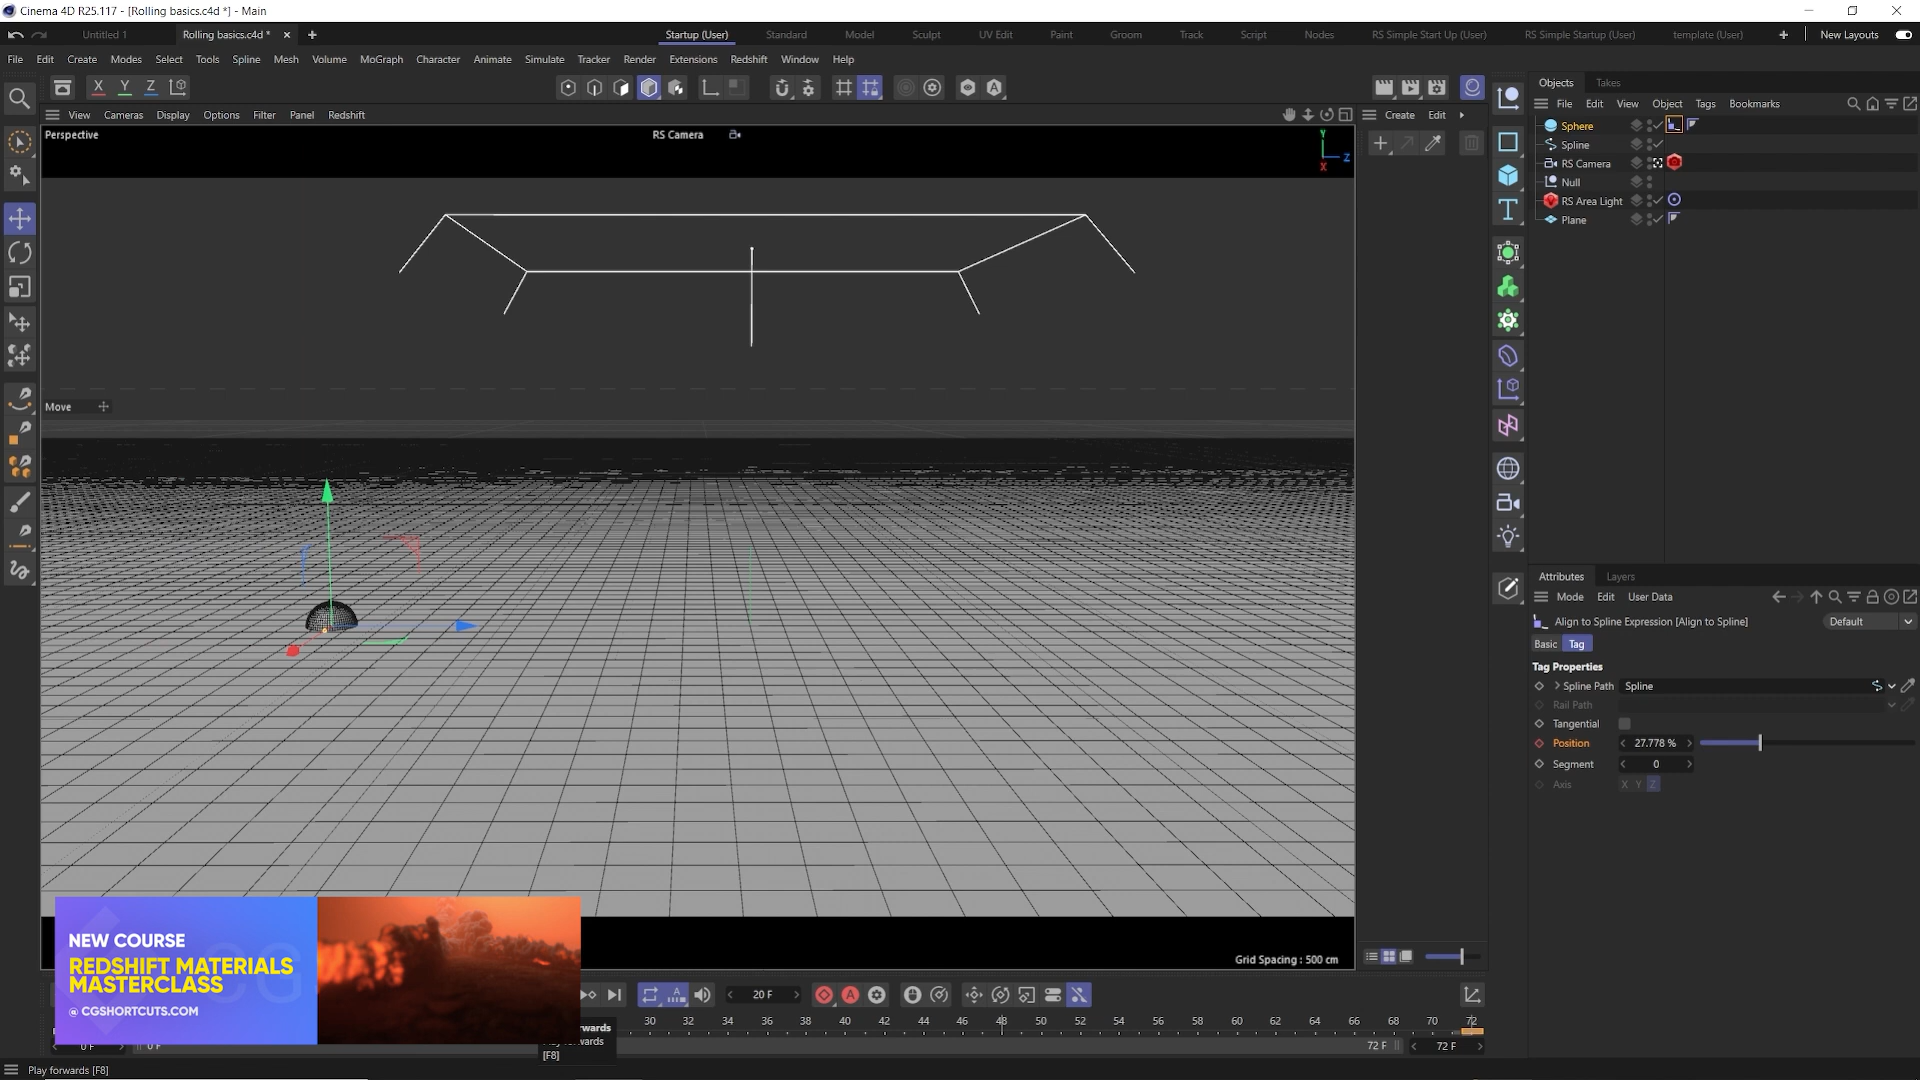 Cinema 4D R25.117 - [Rolling basics.c4d *] - Main
Untitled 1
Rolling basics.c4d *
Startup (User)
Standard
Model
Sculpt
UV Edit
Paint
Groom
Track
Script
Nodes
RS Simple Start Up (User)
RS Simple Startup (User)
template (User)
New Layouts
File Edit Create Modes Select Tools Spline Mesh Volume MoGraph Character Animate Simulate Tracker Render Extensions Redshift Window Help
X Y Z
View Cameras Display Options Filter Panel Redshift
Perspective
RS Camera
Y
Z
X
Move
Grid Spacing : 500 cm
Create Edit
Objects Takes
File Edit View Object Tags Bookmarks
Sphere
Spline
RS Camera
Null
RS Area Light
Plane
Attributes Layers
Mode Edit User Data
Align to Spline Expression [Align to Spline]
Default
Basic Tag
Tag Properties
Spline Path Spline
Rail Path
Tangential
Position 27.778 %
Segment 0
Axis X Y Z
NEW COURSE
REDSHIFT MATERIALS
MASTERCLASS
@ CGSHORTCUTS.COM
CG
20 F
30 32 34 36 38 40 42 44 46 48 50 52 54 56 58 60 62 64 66 68 70 72
0 F
0 F
72 F
72 F
[F8]
Play forwards [F8]